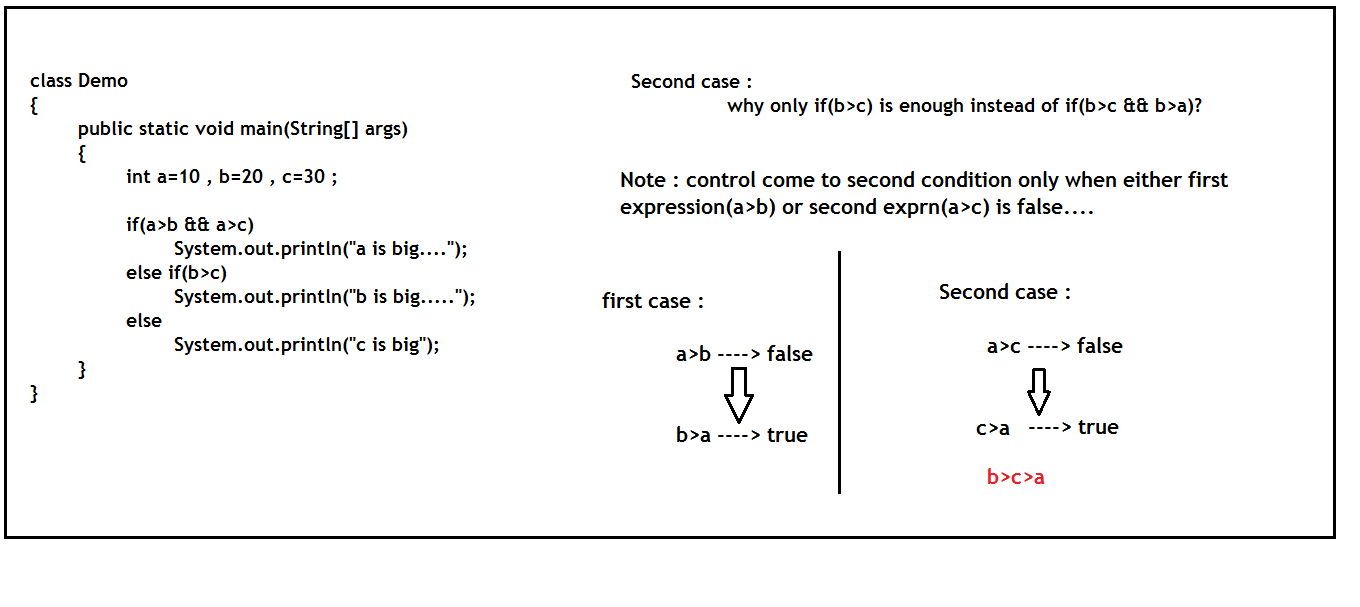 class Demo
{
public static void main(String[] args)
{
int a=10 , b=20 , c=30 ;
if(a>b && a>c)
System.out.println("a is big....");
else if(b>c)
System.out.println("b is big.....");
else
System.out.println("c is big");
}
}
Second case :
why only if(b>c) is enough instead of if(b>c && b>a)?
Note : control come to second condition only when either first
expression(a>b) or second exprn(a>c) is false....
first case :
a>b ----> false
b>a ----> true
Second case :
a>c ----> false
c>a ----> true
b>c>a